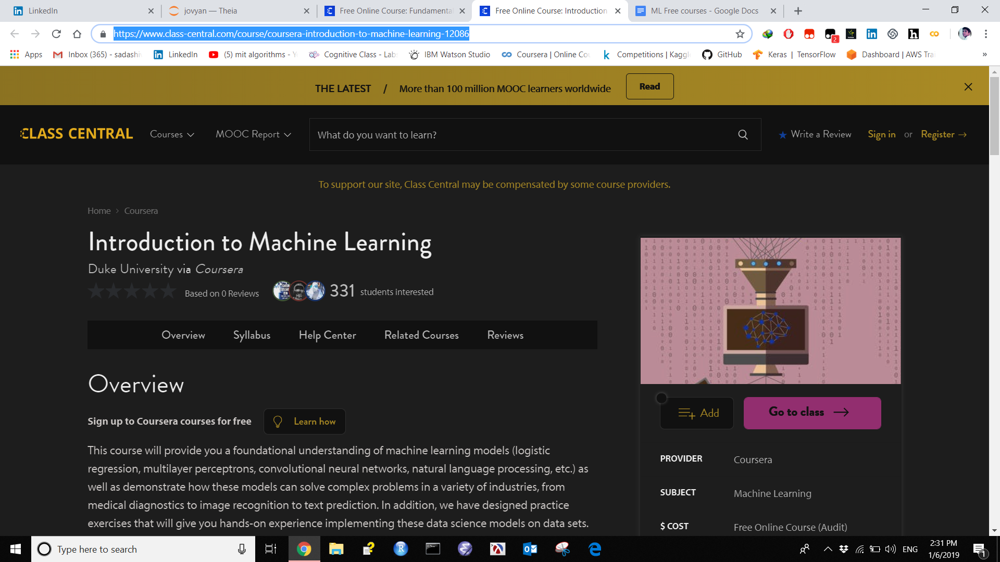 LinkedIn
jovyan — Theia
Free Online Course: Fundamenta
Free Online Course: Introduction
ML Free courses - Google Docs
https://www.class-central.com/course/coursera-introduction-to-machine-learning-12086
2
Apps
Inbox (365) - sadashi
LinkedIn
(5) mit algorithms - Y
Cognitive Class - Lab
IBM Watson Studio
Coursera | Online Co
Competitions | Kaggl
GitHub
Keras | TensorFlow
Dashboard | AWS Tra
»
THE LATEST / More than 100 million MOOC learners worldwide
Read
CLASS CENTRAL
Courses
MOOC Report
What do you want to learn?
Write a Review
Sign in or Register →
To support our site, Class Central may be compensated by some course providers.
Home › Coursera
Introduction to Machine Learning
Duke University via Coursera
Based on 0 Reviews
331 students interested
Overview
Syllabus
Help Center
Related Courses
Reviews
Overview
Sign up to Coursera courses for free
Learn how
This course will provide you a foundational understanding of machine learning models (logistic
regression, multilayer perceptrons, convolutional neural networks, natural language processing, etc.) as
well as demonstrate how these models can solve complex problems in a variety of industries, from
medical diagnostics to image recognition to text prediction. In addition, we have designed practice
exercises that will give you hands-on experience implementing these data science models on data sets.
Add
Go to class
PROVIDER Coursera
SUBJECT Machine Learning
$ COST Free Online Course (Audit)
Type here to search
ENG
2:31 PM
1/6/2019
1